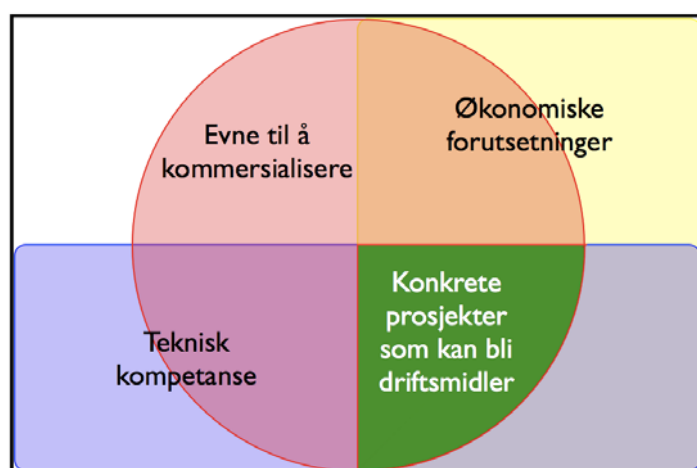 Evne til å
kommersialisere
Økonomiske
forutsetninger
Teknisk
kompetanse
Konkrete
prosjekter
som kan bli
driftsmidler